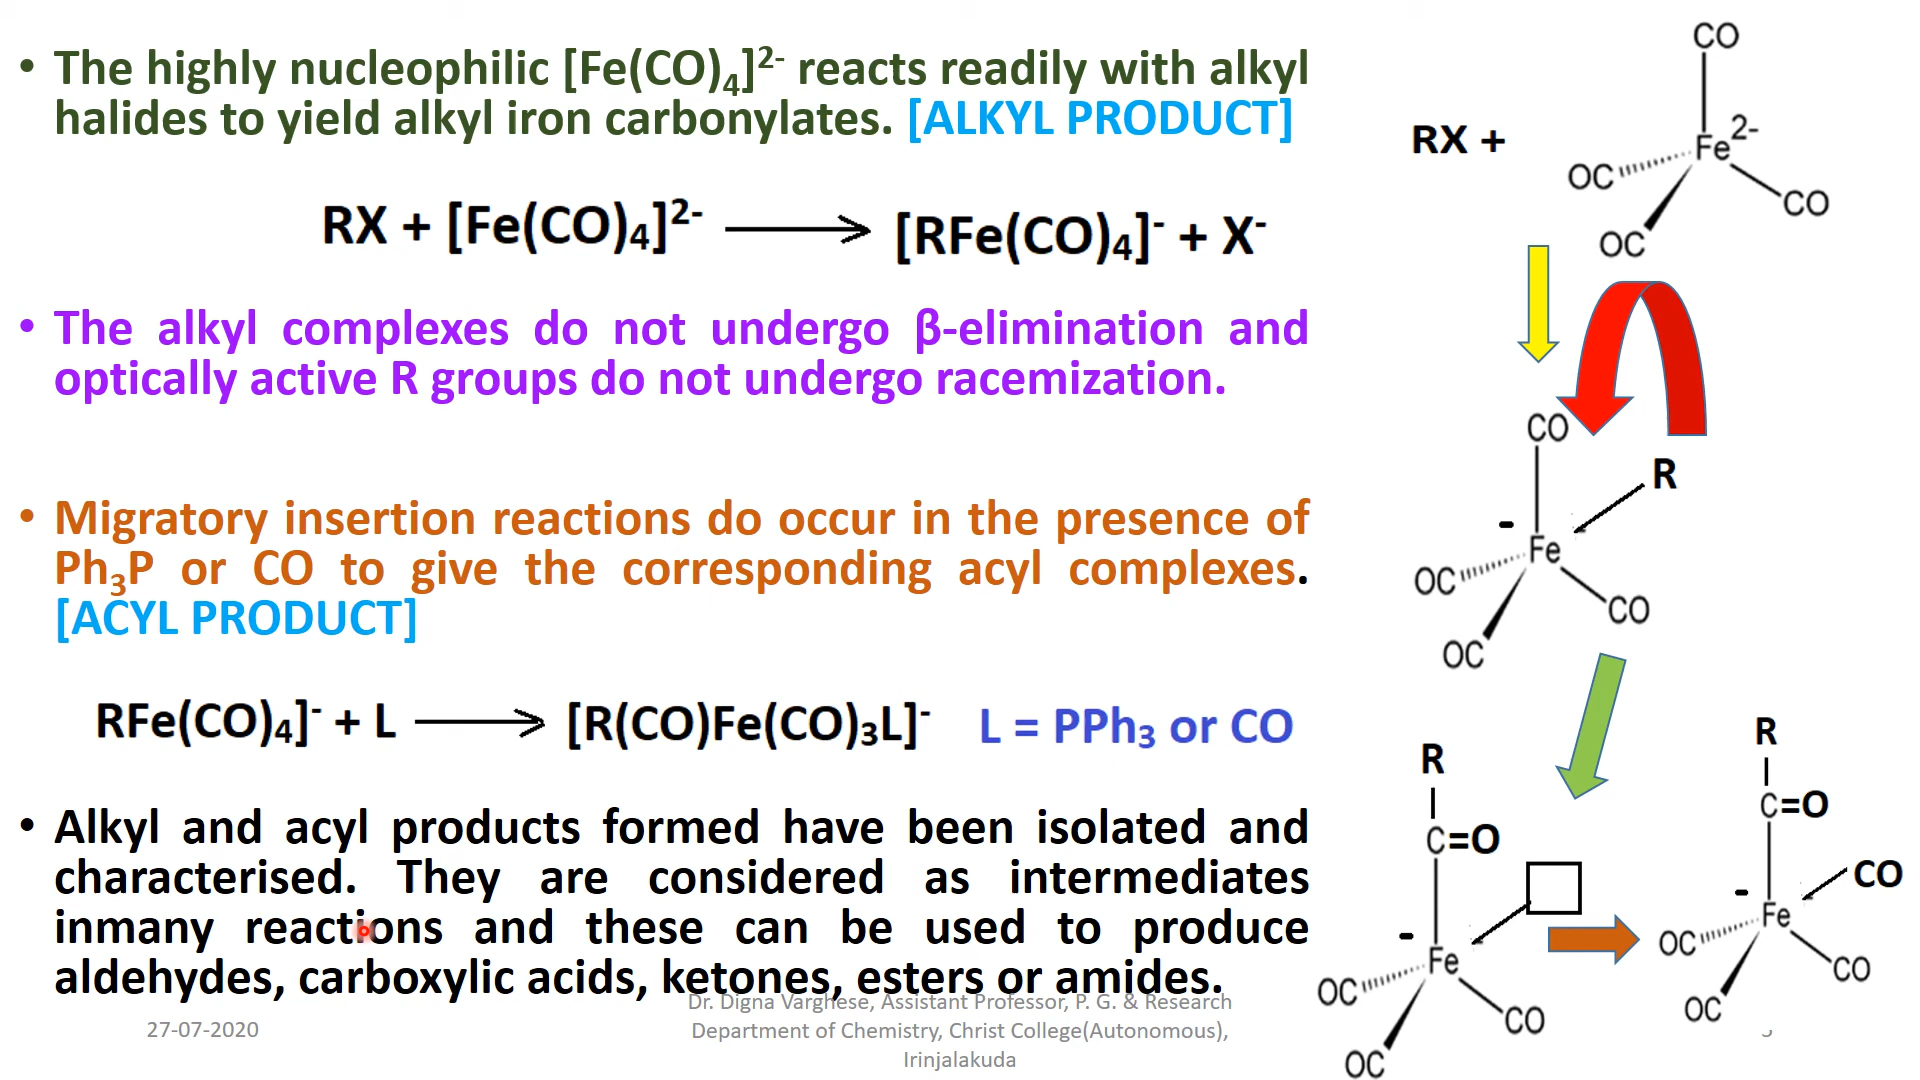 • The highly nucleophilic [Fe(CO)₄]²⁻ reacts readily with alkyl
halides to yield alkyl iron carbonylates. [ALKYL PRODUCT]
RX + [Fe(CO)₄]²⁻ ⟶ [RFe(CO)₄]⁻ + X⁻
• The alkyl complexes do not undergo β-elimination and
optically active R groups do not undergo racemization.
• Migratory insertion reactions do occur in the presence of
Ph₃P or CO to give the corresponding acyl complexes.
[ACYL PRODUCT]
RFe(CO)₄]⁻ + L ⟶ [R(CO)Fe(CO)₃L]⁻ L = PPh₃ or CO
• Alkyl and acyl products formed have been isolated and
characterised. They are considered as intermediates
inmany reactions and these can be used to produce
aldehydes, carboxylic acids, ketones, esters or amides.
27-07-2020
Dr. Digna Varghese, Assistant Professor, P. G. & Research
Department of Chemistry, Christ College(Autonomous),
Irinjalakuda
CO
RX +
Fe²⁻
OC
CO
OC
CO
R
-
Fe
OC
CO
OC
R
C=O
-
Fe
OC
CO
OC
R
C=O
CO
-
Fe
OC
CO
OC